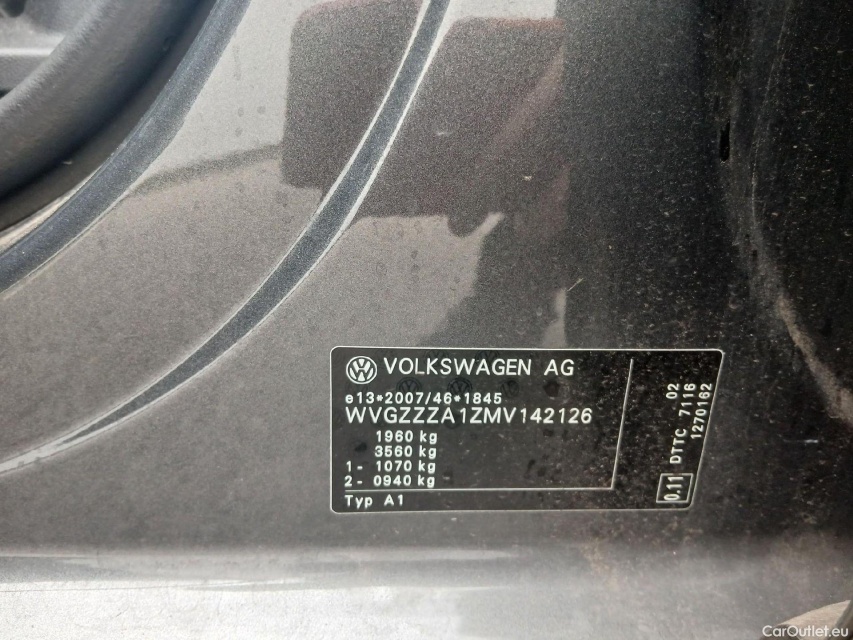 VOLKSWAGEN AG
e13*2007/46*1845
WVGZZZA1ZMV142126
1960 kg
3560 kg
1- 1070 kg
2- 0940 kg
Typ A1
0.11 DTTC 7116 02
1270162
CarOutlet.eu